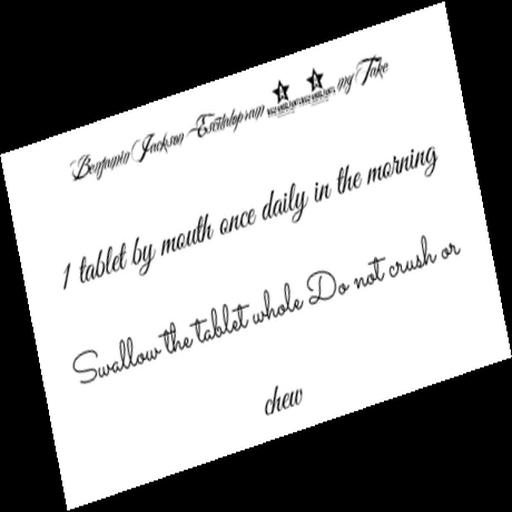 Benjamin Jackson Escitalopram mg Take
1 tablet by mouth once daily in the morning
Swallow the tablet whole Do not crush or
chew